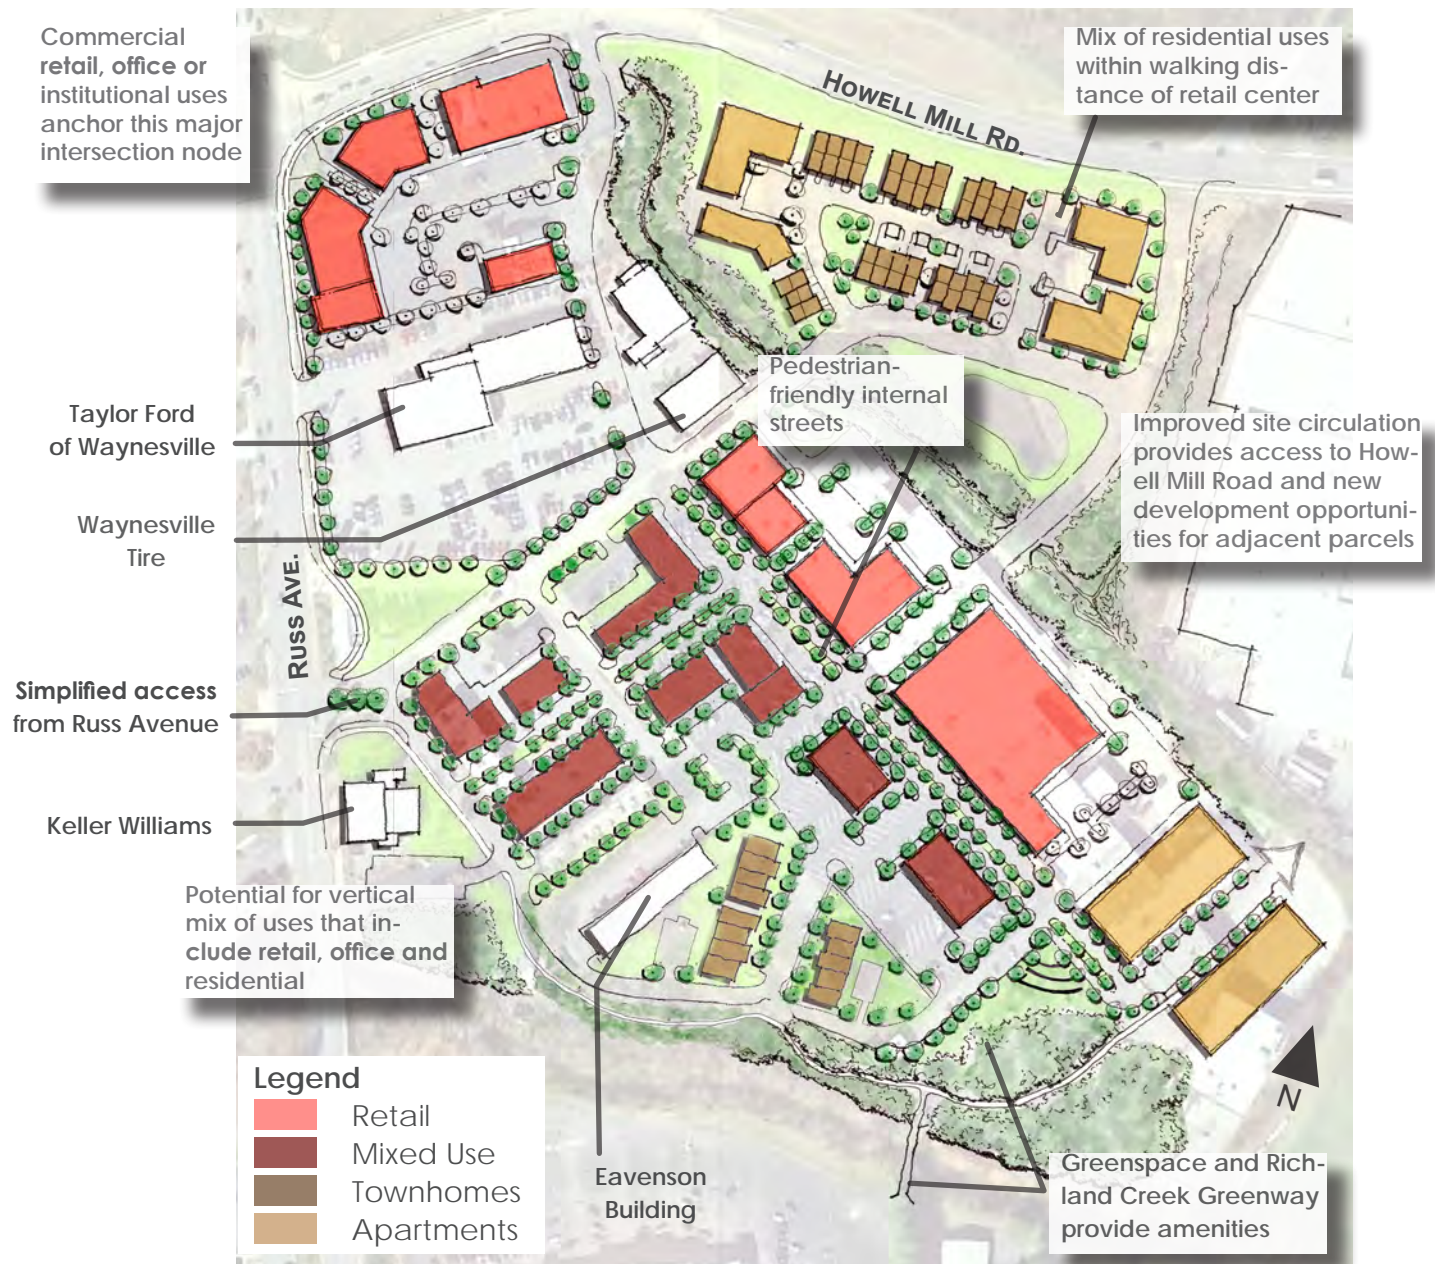 Commercial
retail, office or
institutional uses
anchor this major
intersection node
Mix of residential uses
within walking dis-
tance of retail center
HOWELL MILL RD.
Pedestrian-
friendly internal
streets
Taylor Ford
of Waynesville
Improved site circulation
provides access to How-
ell Mill Road and new
development opportuni-
ties for adjacent parcels
Waynesville
Tire
RUSS AVE.
Simplified access
from Russ Avenue
Keller Williams
Potential for vertical
mix of uses that in-
clude retail, office and
residential
Legend
Retail
Mixed Use
Townhomes
Apartments
Eavenson
Building
N
Greenspace and Rich-
land Creek Greenway
provide amenities